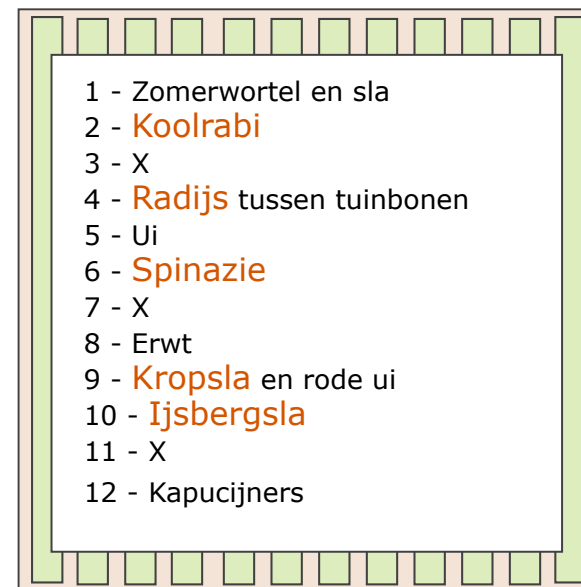 1 - Zomerwortel en sla
2 - Koolrabi
3 - X
4 - Radijs tussen tuinbonen
5 - Ui
6 - Spinazie
7 - X
8 - Erwt
9 - Kropsla en rode ui
10 - Ijsbergsla
11 - X
12 - Kapucijners